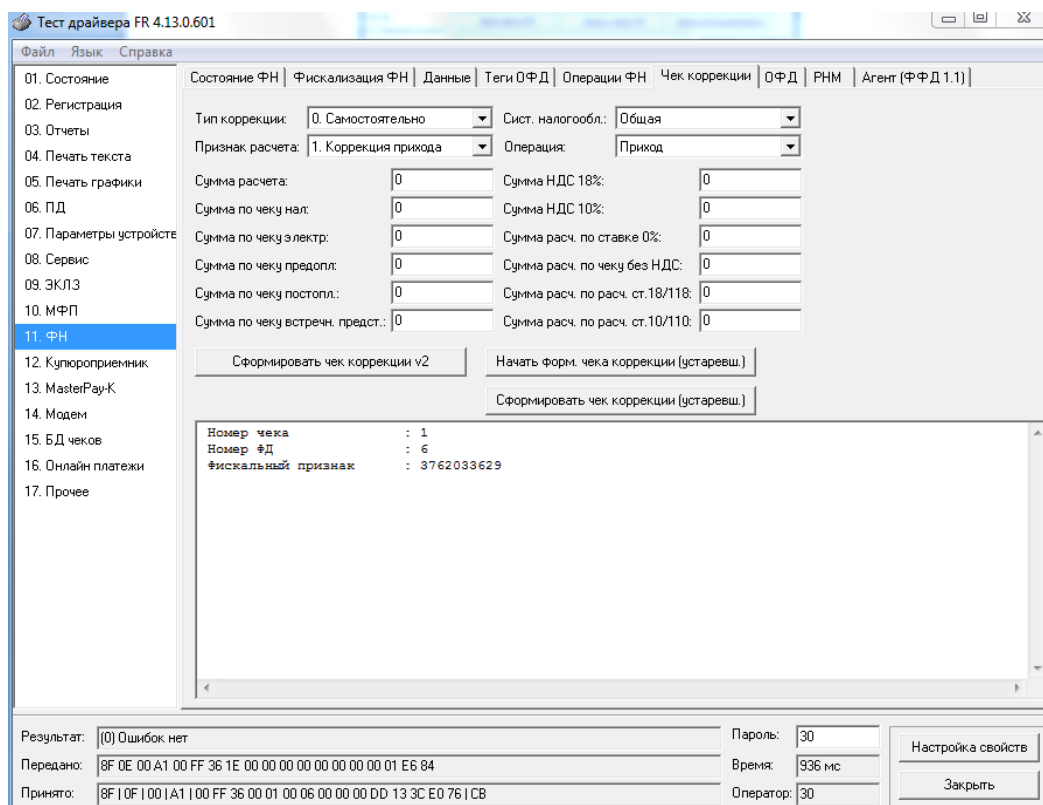 Тест драйвера FR 4.13.0.601
Файл Язык Справка
01. Состояние
02. Регистрация
03. Отчеты
04. Печать текста
05. Печать графики
06. ПД
07. Параметры устройств
08. Сервис
09. ЭКЛЗ
10. МФП
11. ФН
12. Купюроприемник
13. MasterPay-K
14. Модем
15. БД чеков
16. Онлайн платежи
17. Прочее
Состояние ФН Фискализация ФН Данные Теги ОФД Операции ФН Чек коррекции ОФД РНМ Агент (ФФД 1.1)
Тип коррекции: 0. Самостоятельно Сист. налогообл.: Общая
Признак расчета: 1. Коррекция прихода Операция: Приход
Сумма расчета: 0 Сумма НДС 18%: 0
Сумма по чеку нал: 0 Сумма НДС 10%: 0
Сумма по чеку электр: 0 Сумма расч. по ставке 0%: 0
Сумма по чеку предопл: 0 Сумма расч. по чеку без НДС: 0
Сумма по чеку постопл.: 0 Сумма расч. по расч. ст.18/118: 0
Сумма по чеку встречн. предст.: 0 Сумма расч. по расч. ст.10/110: 0
Сформировать чек коррекции v2 Начать форм. чека коррекции (устаревш.)
Сформировать чек коррекции (устаревш.)
Номер чека : 1
Номер ФД : 6
Фискальный признак : 3762033629
Результат: (0) Ошибок нет Пароль: 30
Настройка свойств
Передано: 8F 0E 00 A1 00 FF 36 1E 00 00 00 00 00 00 00 00 01 E6 84 Время: 936 мс
Принято: 8F | 0F | 00 | A1 | 00 FF 36 00 01 00 06 00 00 00 DD 13 3C E0 76 | CB Оператор: 30
Закрыть